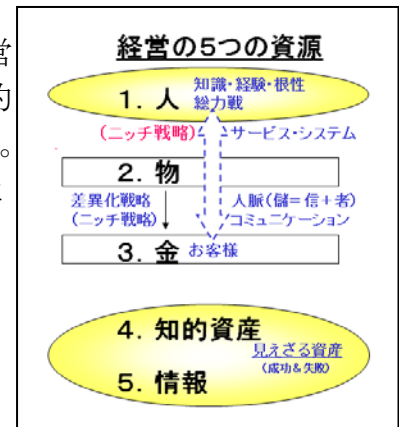 営
的
。
経営の5つの資源
1. 人 知識・経験・根性
総力戦
(ニッチ戦略) サービス・システム
2. 物
差異化戦略 人脈(儲=信+者)
(ニッチ戦略) コミュニケーション
3. 金 お客様
4. 知的資産
見えざる資産
(成功&失敗)
5. 情報